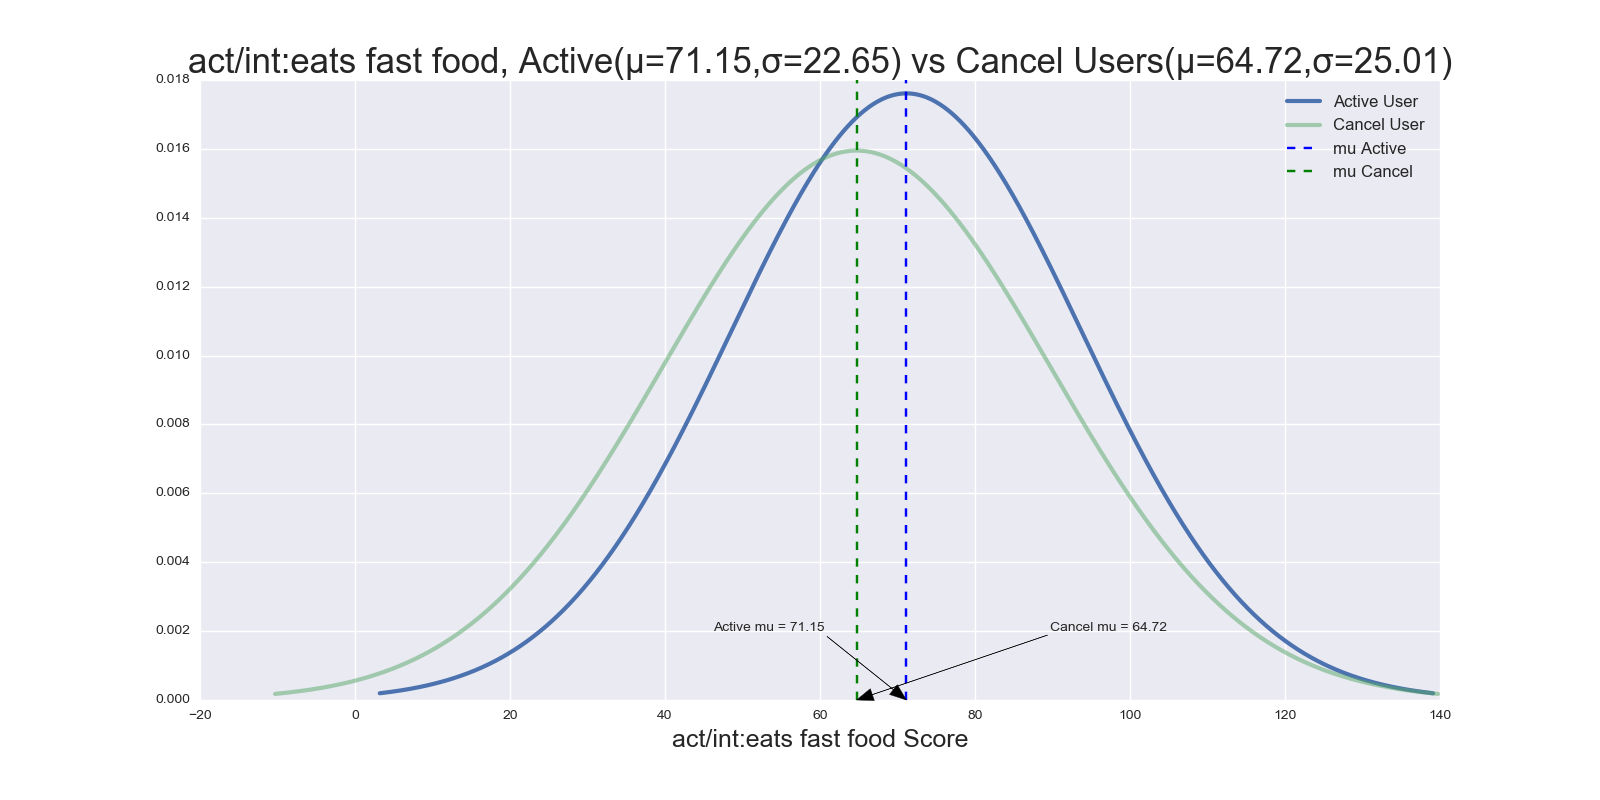 act/int:eats fast food, Active(μ=71.15,σ=22.65) vs Cancel Users(μ=64.72,σ=25.01)
0.018
0.016
0.014
0.012
0.010
0.008
0.006
0.004
0.002
0.000
Active User
Cancel User
mu Active
mu Cancel
Active mu = 71.15
Cancel mu = 64.72
−20
0
20
40
60
80
100
120
140
act/int:eats fast food Score